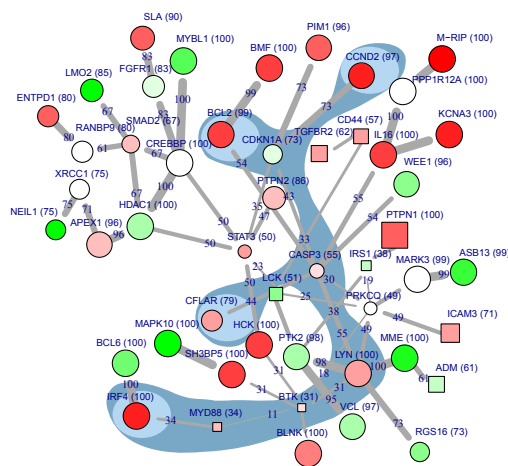 SLA (90)
MYBL1 (100)
PIM1 (96)
BMF (100)
CCND2 (97)
M-RIP (100)
83
FGFR1 (83)
LMO2 (85)
PPP1R12A (100)
99
73
100
ENTPD1 (80)
67
83
SMAD2 (67)
BCL2 (99)
73
CD44 (57)
100
KCNA3 (100)
RANBP9 (80)
TGFBR2 (62)
IL16 (100)
80
61
67
CREBBP (100)
CDKN1A (73)
54
WEE1 (96)
XRCC1 (75)
PTPN2 (86)
100
67
43
55
75
71
HDAC1 (100)
35
47
54
PTPN1 (100)
NEIL1 (75)
APEX1 (96)
96
50
33
50
STAT3 (50)
CASP3 (55)
IRS1 (38)
ASB13 (99)
MARK3 (99)
99
23
LCK (51)
30
19
50
CFLAR (79)
44
25
PRKCQ (49)
38
49
ICAM3 (71)
MAPK10 (100)
HCK (100)
PTK2 (98)
55
49
MME (100)
BCL6 (100)
SH3BP5 (100)
LYN (100)
98
100
ADM (61)
31
18
61
100
IRF4 (100)
31
BTK (31)
31
95
MYD88 (34)
VCL (97)
34
11
73
BLNK (100)
RGS16 (73)